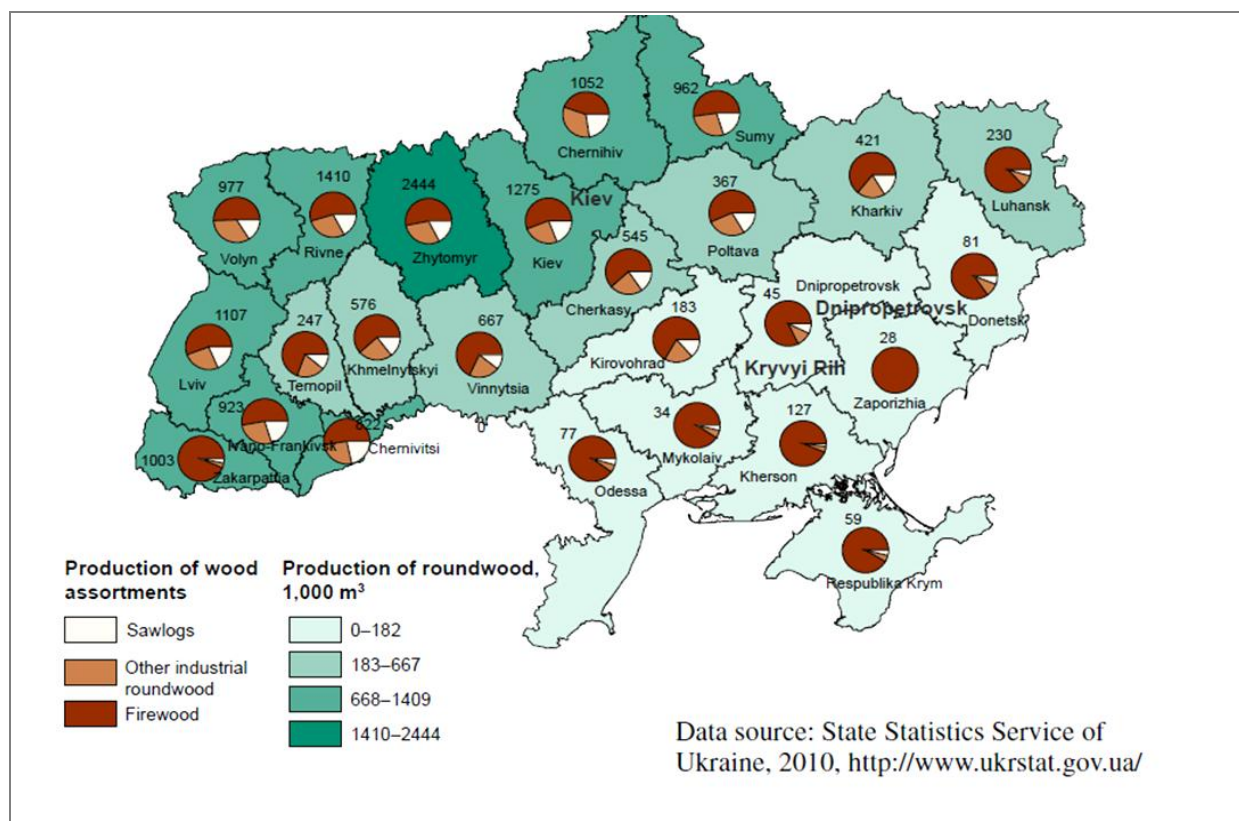 1052
Chernihiv
962
Sumy
421
Kharkiv
230
Luhansk
977
Volyn
1410
Rivne
2444
Zhytomyr
1275
Kiev
Kiev
367
Poltava
545
Cherkasy
81
Donetsk
Dnipropetrovsk
45
Dnipropetrovsk
1107
Lviv
247
Ternopil
576
Khmelnytskyi
667
Vinnytsia
183
Kirovohrad
Kryvyi Rih
28
Zaporizhia
923
Ivano-Frankivsk
822
Chernivitsi
0
1003
Zakarpattia
77
Odessa
34
Mykolaiv
127
Kherson
59
Respublika Krym
Production of wood
assortments
Sawlogs
Other industrial
roundwood
Firewood
Production of roundwood,
1,000 m³
0–182
183–667
668–1409
1410–2444
Data source: State Statistics Service of
Ukraine, 2010, http://www.ukrstat.gov.ua/